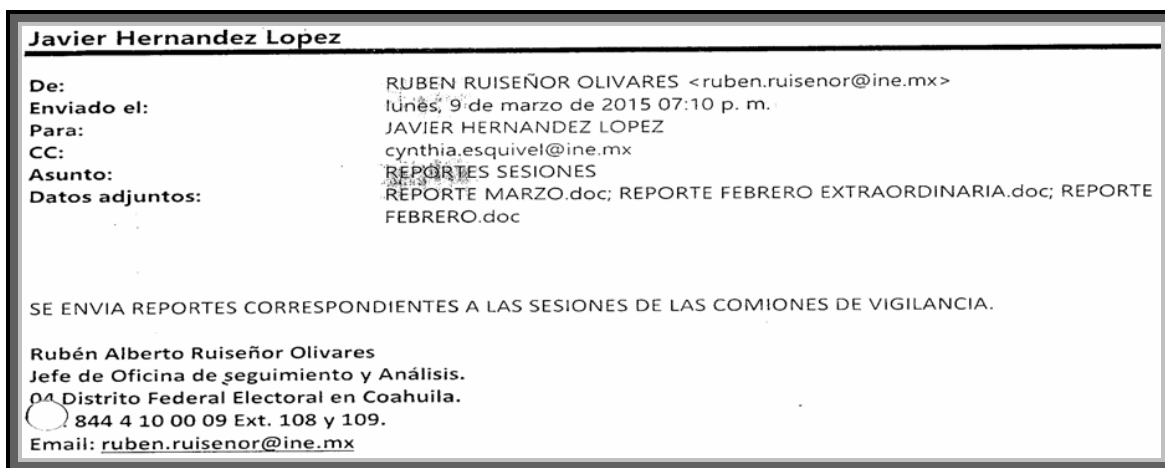 Javier Hernandez Lopez
De: RUBEN RUISEÑOR OLIVARES <ruben.ruisenor@ine.mx>
Enviado el: lunes, 9 de marzo de 2015 07:10 p. m.
Para: JAVIER HERNANDEZ LOPEZ
CC: cynthia.esquivel@ine.mx
Asunto: REPORTES SESIONES
Datos adjuntos: REPORTE MARZO.doc; REPORTE FEBRERO EXTRAORDINARIA.doc; REPORTE
FEBRERO.doc
SE ENVIA REPORTES CORRESPONDIENTES A LAS SESIONES DE LAS COMIONES DE VIGILANCIA.
Rubén Alberto Ruiseñor Olivares
Jefe de Oficina de seguimiento y Análisis.
04 Distrito Federal Electoral en Coahuila.
844 4 10 00 09 Ext. 108 y 109.
Email: ruben.ruisenor@ine.mx